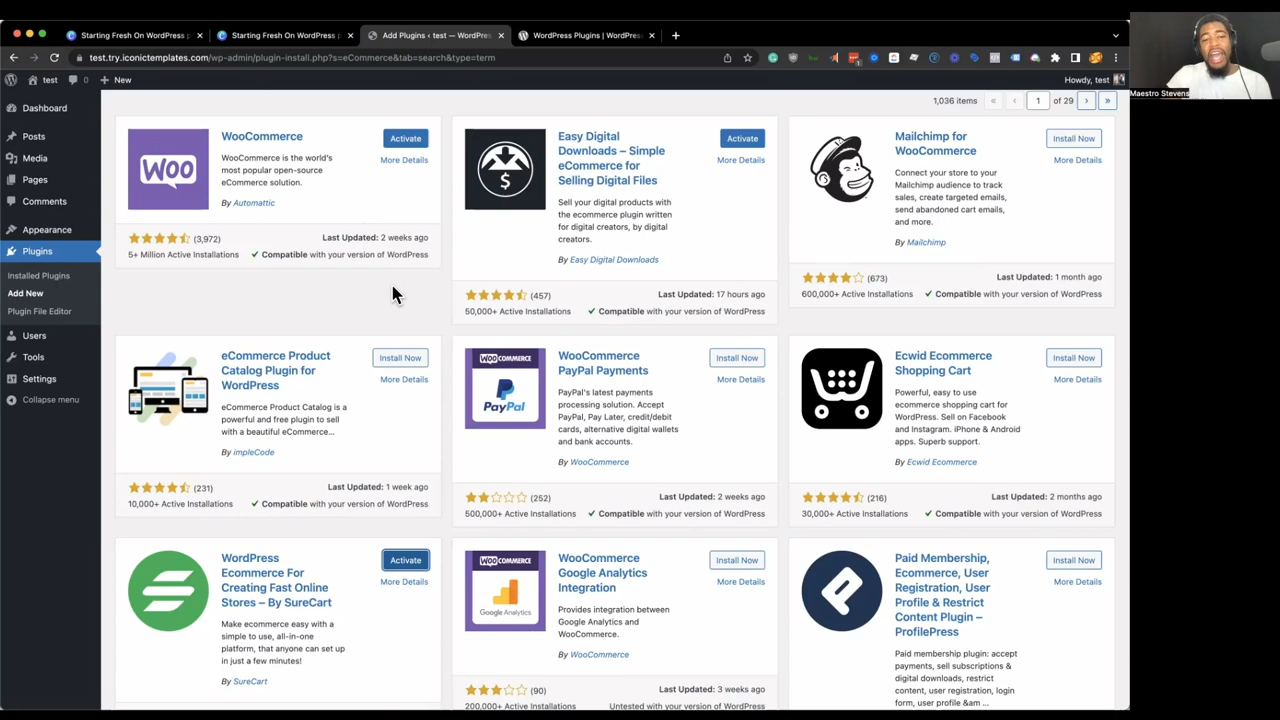 Starting Fresh On WordPress p
Starting Fresh On WordPress p
Add Plugins < test — WordPres
WordPress Plugins | WordPres
test.try.iconictemplates.com/wp-admin/plugin-install.php?s=eCommerce&tab=search&type=term
test
0
New
Howdy, test
Maestro Stevens
Dashboard
Posts
Media
Pages
Comments
Appearance
Plugins
Installed Plugins
Add New
Plugin File Editor
Users
Tools
Settings
Collapse menu
1,036 items
«
‹
1
of 29
›
»
WooCommerce
Activate
More Details
WooCommerce is the world's
most popular open-source
eCommerce solution.
By Automattic
WOO
(3,972)
Last Updated: 2 weeks ago
5+ Million Active Installations
Compatible with your version of WordPress
Easy Digital
Downloads – Simple
eCommerce for
Selling Digital Files
Activate
More Details
Sell your digital products with
the ecommerce plugin written
for digital creators, by digital
creators.
By Easy Digital Downloads
(457)
Last Updated: 17 hours ago
50,000+ Active Installations
Compatible with your version of WordPress
Mailchimp for
WooCommerce
Install Now
More Details
Connect your store to your
Mailchimp audience to track
sales, create targeted emails,
send abandoned cart emails,
and more.
By Mailchimp
(673)
Last Updated: 1 month ago
600,000+ Active Installations
Compatible with your version of WordPress
eCommerce Product
Catalog Plugin for
WordPress
Install Now
More Details
eCommerce Product Catalog is a
powerful and free plugin to sell
with a beautiful eCommerce...
By impleCode
(231)
Last Updated: 1 week ago
10,000+ Active Installations
Compatible with your version of WordPress
WOO COMMERCE
PayPal
WooCommerce
PayPal Payments
Install Now
More Details
PayPal's latest payments
processing solution. Accept
PayPal, Pay Later, credit/debit
cards, alternative digital wallets
and bank accounts.
By WooCommerce
(252)
Last Updated: 2 weeks ago
500,000+ Active Installations
Compatible with your version of WordPress
Ecwid Ecommerce
Shopping Cart
Install Now
More Details
Powerful, easy to use
ecommerce shopping cart for
WordPress. Sell on Facebook
and Instagram. iPhone & Android
apps. Superb support.
By Ecwid Ecommerce
(216)
Last Updated: 2 months ago
30,000+ Active Installations
Compatible with your version of WordPress
WordPress
Ecommerce For
Creating Fast Online
Stores – By SureCart
Activate
More Details
Make ecommerce easy with a
simple to use, all-in-one
platform, that anyone can set up
in just a few minutes!
By SureCart
WOO COMMERCE
Google Analytics
WooCommerce
Google Analytics
Integration
Install Now
More Details
Provides integration between
Google Analytics and
WooCommerce.
By WooCommerce
(90)
Last Updated: 3 weeks ago
200,000+ Active Installations
Untested with your version of WordPress
Paid Membership,
Ecommerce, User
Registration, User
Profile & Restrict
Content Plugin –
ProfilePress
Install Now
More Details
Paid membership plugin: accept
payments, sell subscriptions &
digital downloads, restrict
content, user registration, login
form, user profile &am ...